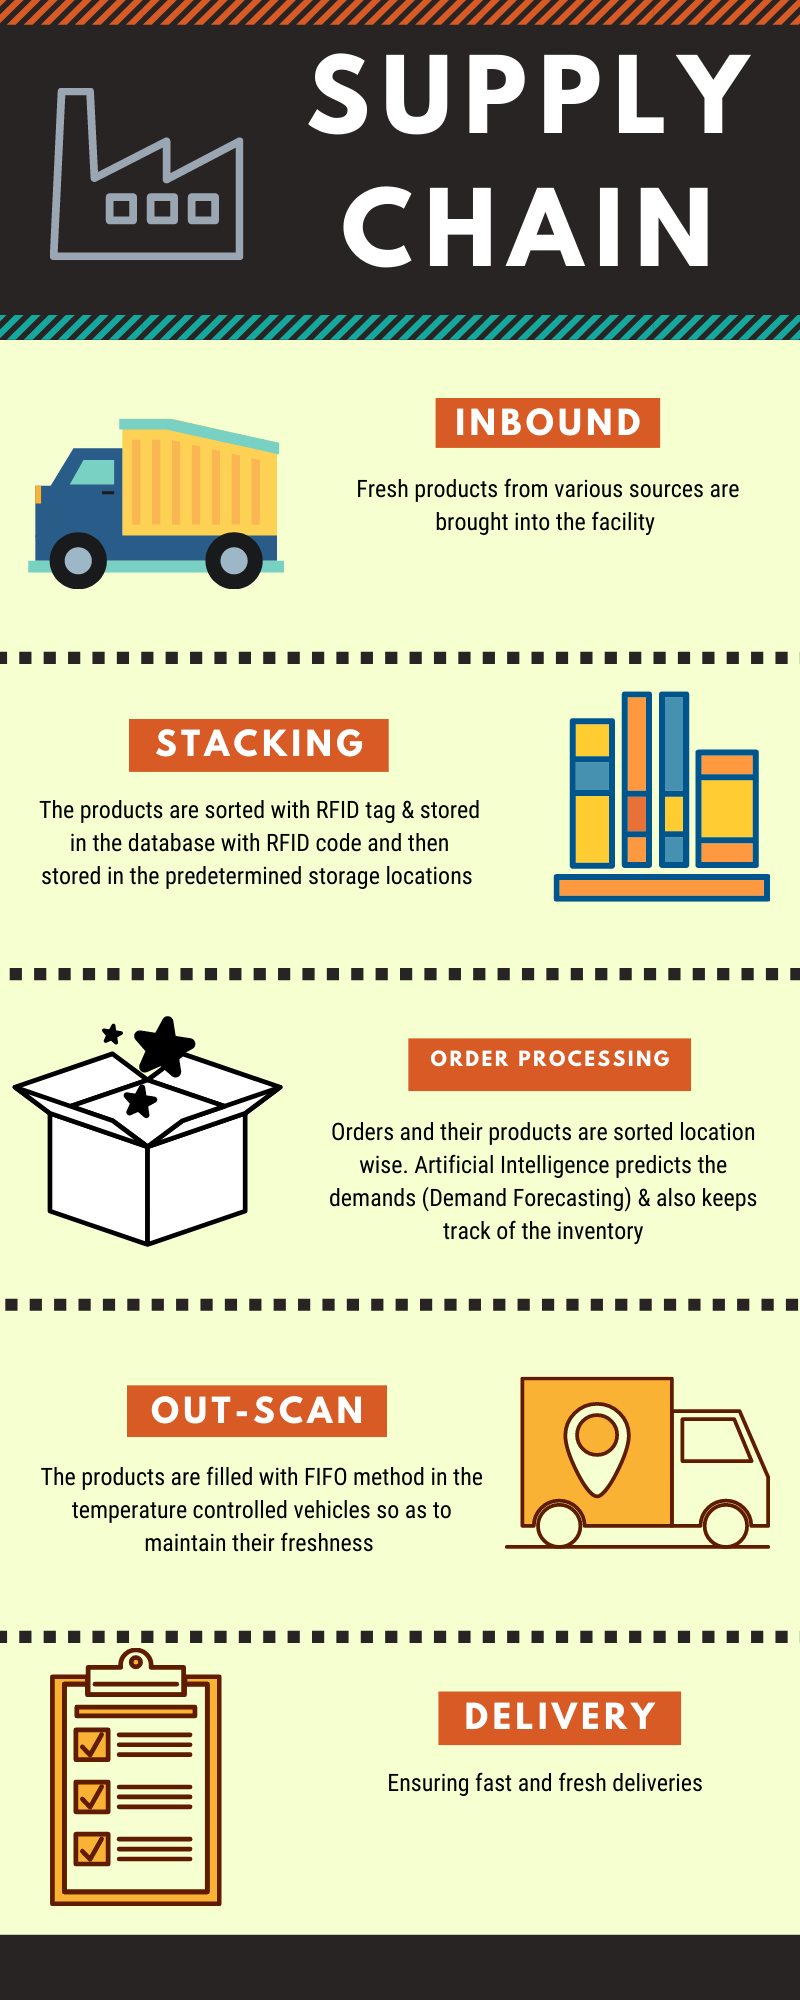 SUPPLY
CHAIN
INBOUND
Fresh products from various sources are
brought into the facility
STACKING
The products are sorted with RFID tag & stored
in the database with RFID code and then
stored in the predetermined storage locations
ORDER PROCESSING
Orders and their products are sorted location
wise. Artificial Intelligence predicts the
demands (Demand Forecasting) & also keeps
track of the inventory
OUT-SCAN
The products are filled with FIFO method in the
temperature controlled vehicles so as to
maintain their freshness
DELIVERY
Ensuring fast and fresh deliveries